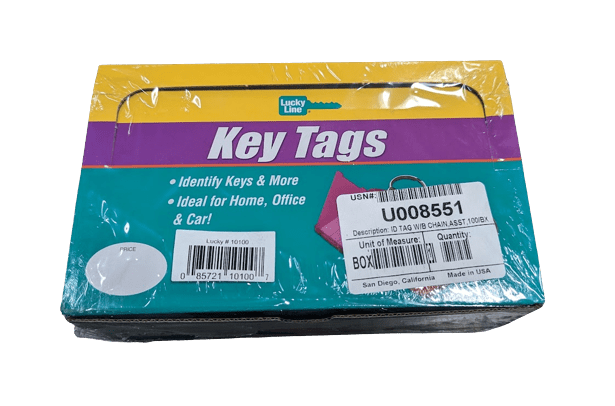 Lucky
Line
Key Tags
• Identify Keys & More
• Ideal for Home, Office
& Car!
PRICE
Lucky # 10100
0 85721 10100 7
USN#:
U008551
Description: ID TAG W/B CHAIN,ASST,100/BX
Unit of Measure:
Quantity:
BOX
San Diego, California
Made in USA